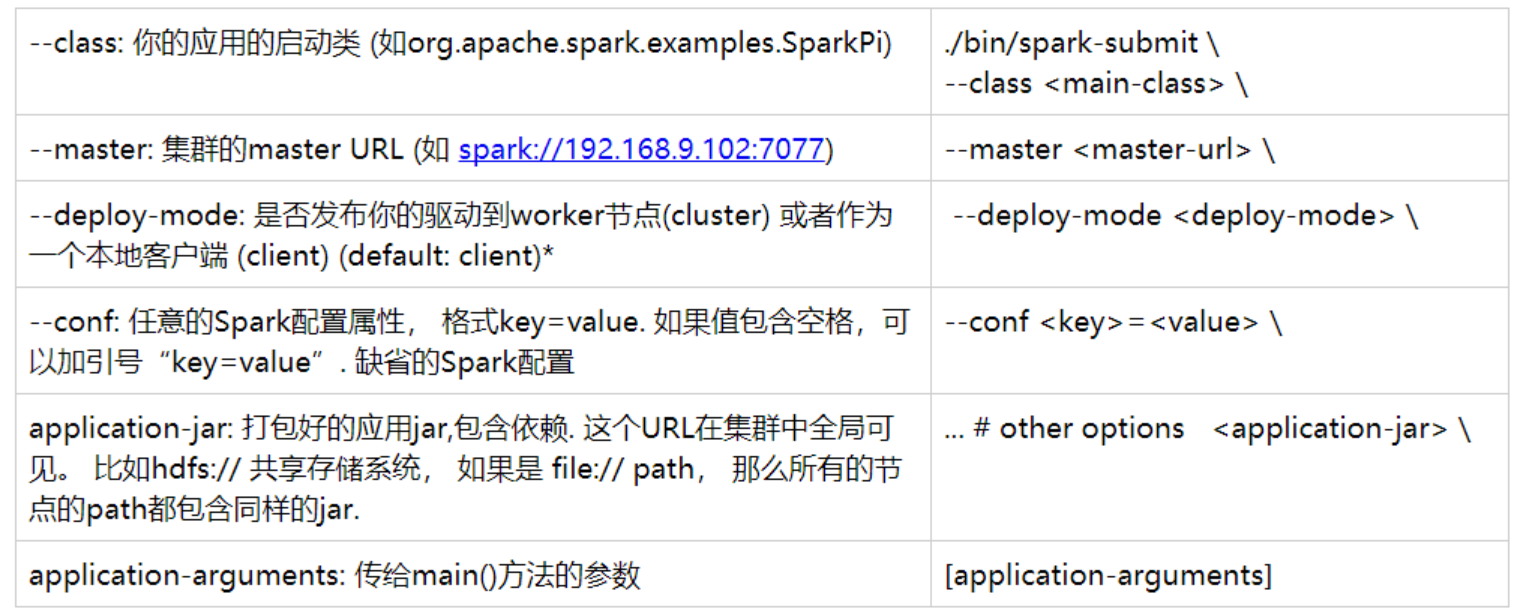 --class: 你的应用的启动类 (如org.apache.spark.examples.SparkPi)
./bin/spark-submit \
--class <main-class> \
--master: 集群的master URL (如 spark://192.168.9.102:7077)
--master <master-url> \
--deploy-mode: 是否发布你的驱动到worker节点(cluster) 或者作为
一个本地客户端 (client) (default: client)*
--deploy-mode <deploy-mode> \
--conf: 任意的Spark配置属性， 格式key=value. 如果值包含空格，可
以加引号“key=value”. 缺省的Spark配置
--conf <key>=<value> \
application-jar: 打包好的应用jar,包含依赖. 这个URL在集群中全局可
见。 比如hdfs:// 共享存储系统， 如果是 file:// path， 那么所有的节
点的path都包含同样的jar.
... # other options <application-jar> \
application-arguments: 传给main()方法的参数
[application-arguments]